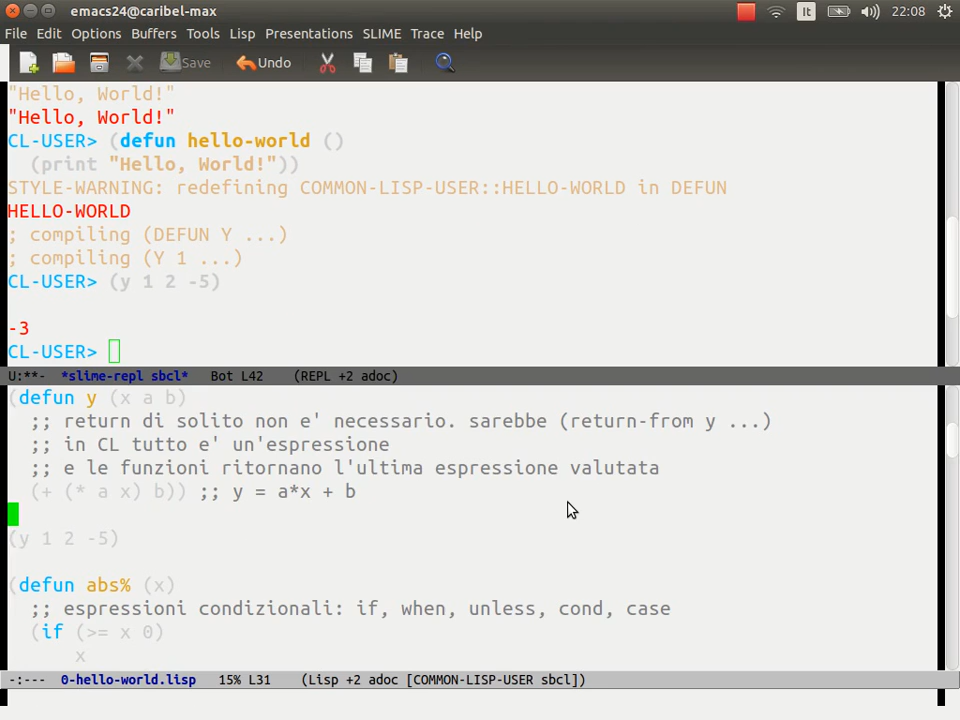 emacs24@caribel-max It 22:08
File Edit Options Buffers Tools Lisp Presentations SLIME Trace Help
Save Undo
"Hello, World!"
"Hello, World!"
CL-USER> (defun hello-world ()
(print "Hello, World!"))
STYLE-WARNING: redefining COMMON-LISP-USER::HELLO-WORLD in DEFUN
HELLO-WORLD
; compiling (DEFUN Y ...)
; compiling (Y 1 ...)
CL-USER> (y 1 2 -5)
-3
CL-USER>
U:**- *slime-repl sbcl* Bot L42 (REPL +2 adoc)
(defun y (x a b)
;; return di solito non e' necessario. sarebbe (return-from y ...)
;; in CL tutto e' un'espressione
;; e le funzioni ritornano l'ultima espressione valutata
(+ (* a x) b)) ;; y = a*x + b
(y 1 2 -5)
(defun abs% (x)
;; espressioni condizionali: if, when, unless, cond, case
(if (>= x 0)
x
-:--- 0-hello-world.lisp 15% L31 (Lisp +2 adoc [COMMON-LISP-USER sbcl])